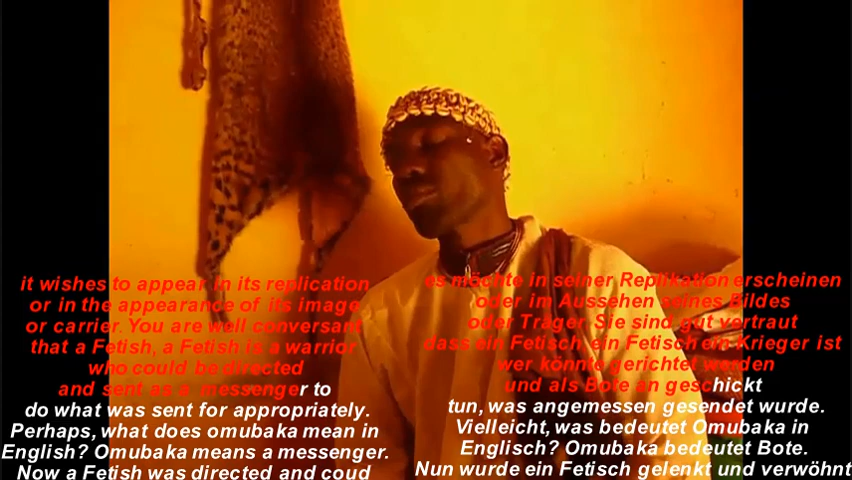 it wishes to appear in its replication
or in the appearance of its image
or carrier. You are well conversant
that a Fetish, a Fetish is a warrior
who could be directed
and sent as a messenger to
do what was sent for appropriately.
Perhaps, what does omubaka mean in
English? Omubaka means a messenger.
Now a Fetish was directed and coud
es möchte in seiner Replikation erscheinen
oder im Aussehen seines Bildes
oder Träger. Sie sind gut vertraut
dass ein Fetisch, ein Fetisch ein Krieger ist
wer könnte gerichtet werden
und als Bote an geschickt
tun, was angemessen gesendet wurde.
Vielleicht, was bedeutet Omubaka in
Englisch? Omubaka bedeutet Bote.
Nun wurde ein Fetisch gelenkt und verwöhnt